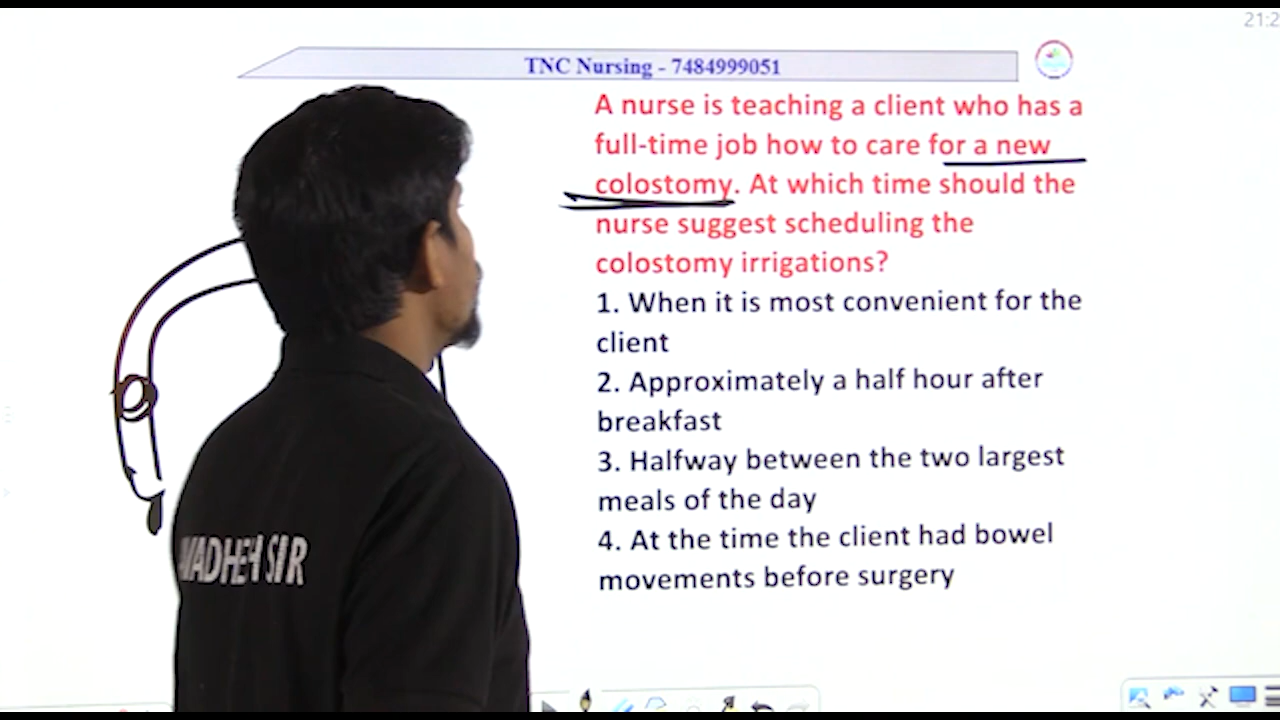 21:2
TNC Nursing - 7484999051
A nurse is teaching a client who has a
full-time job how to care for a new
colostomy. At which time should the
nurse suggest scheduling the
colostomy irrigations?
1. When it is most convenient for the
client
2. Approximately a half hour after
breakfast
3. Halfway between the two largest
meals of the day
4. At the time the client had bowel
movements before surgery
SIR